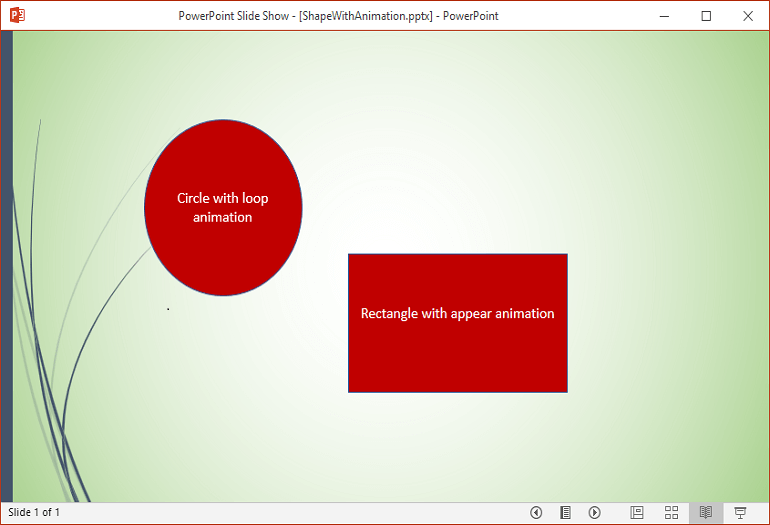 PowerPoint Slide Show - [ShapeWithAnimation.pptx] - PowerPoint
Circle with loop
animation
Rectangle with appear animation
Slide 1 of 1